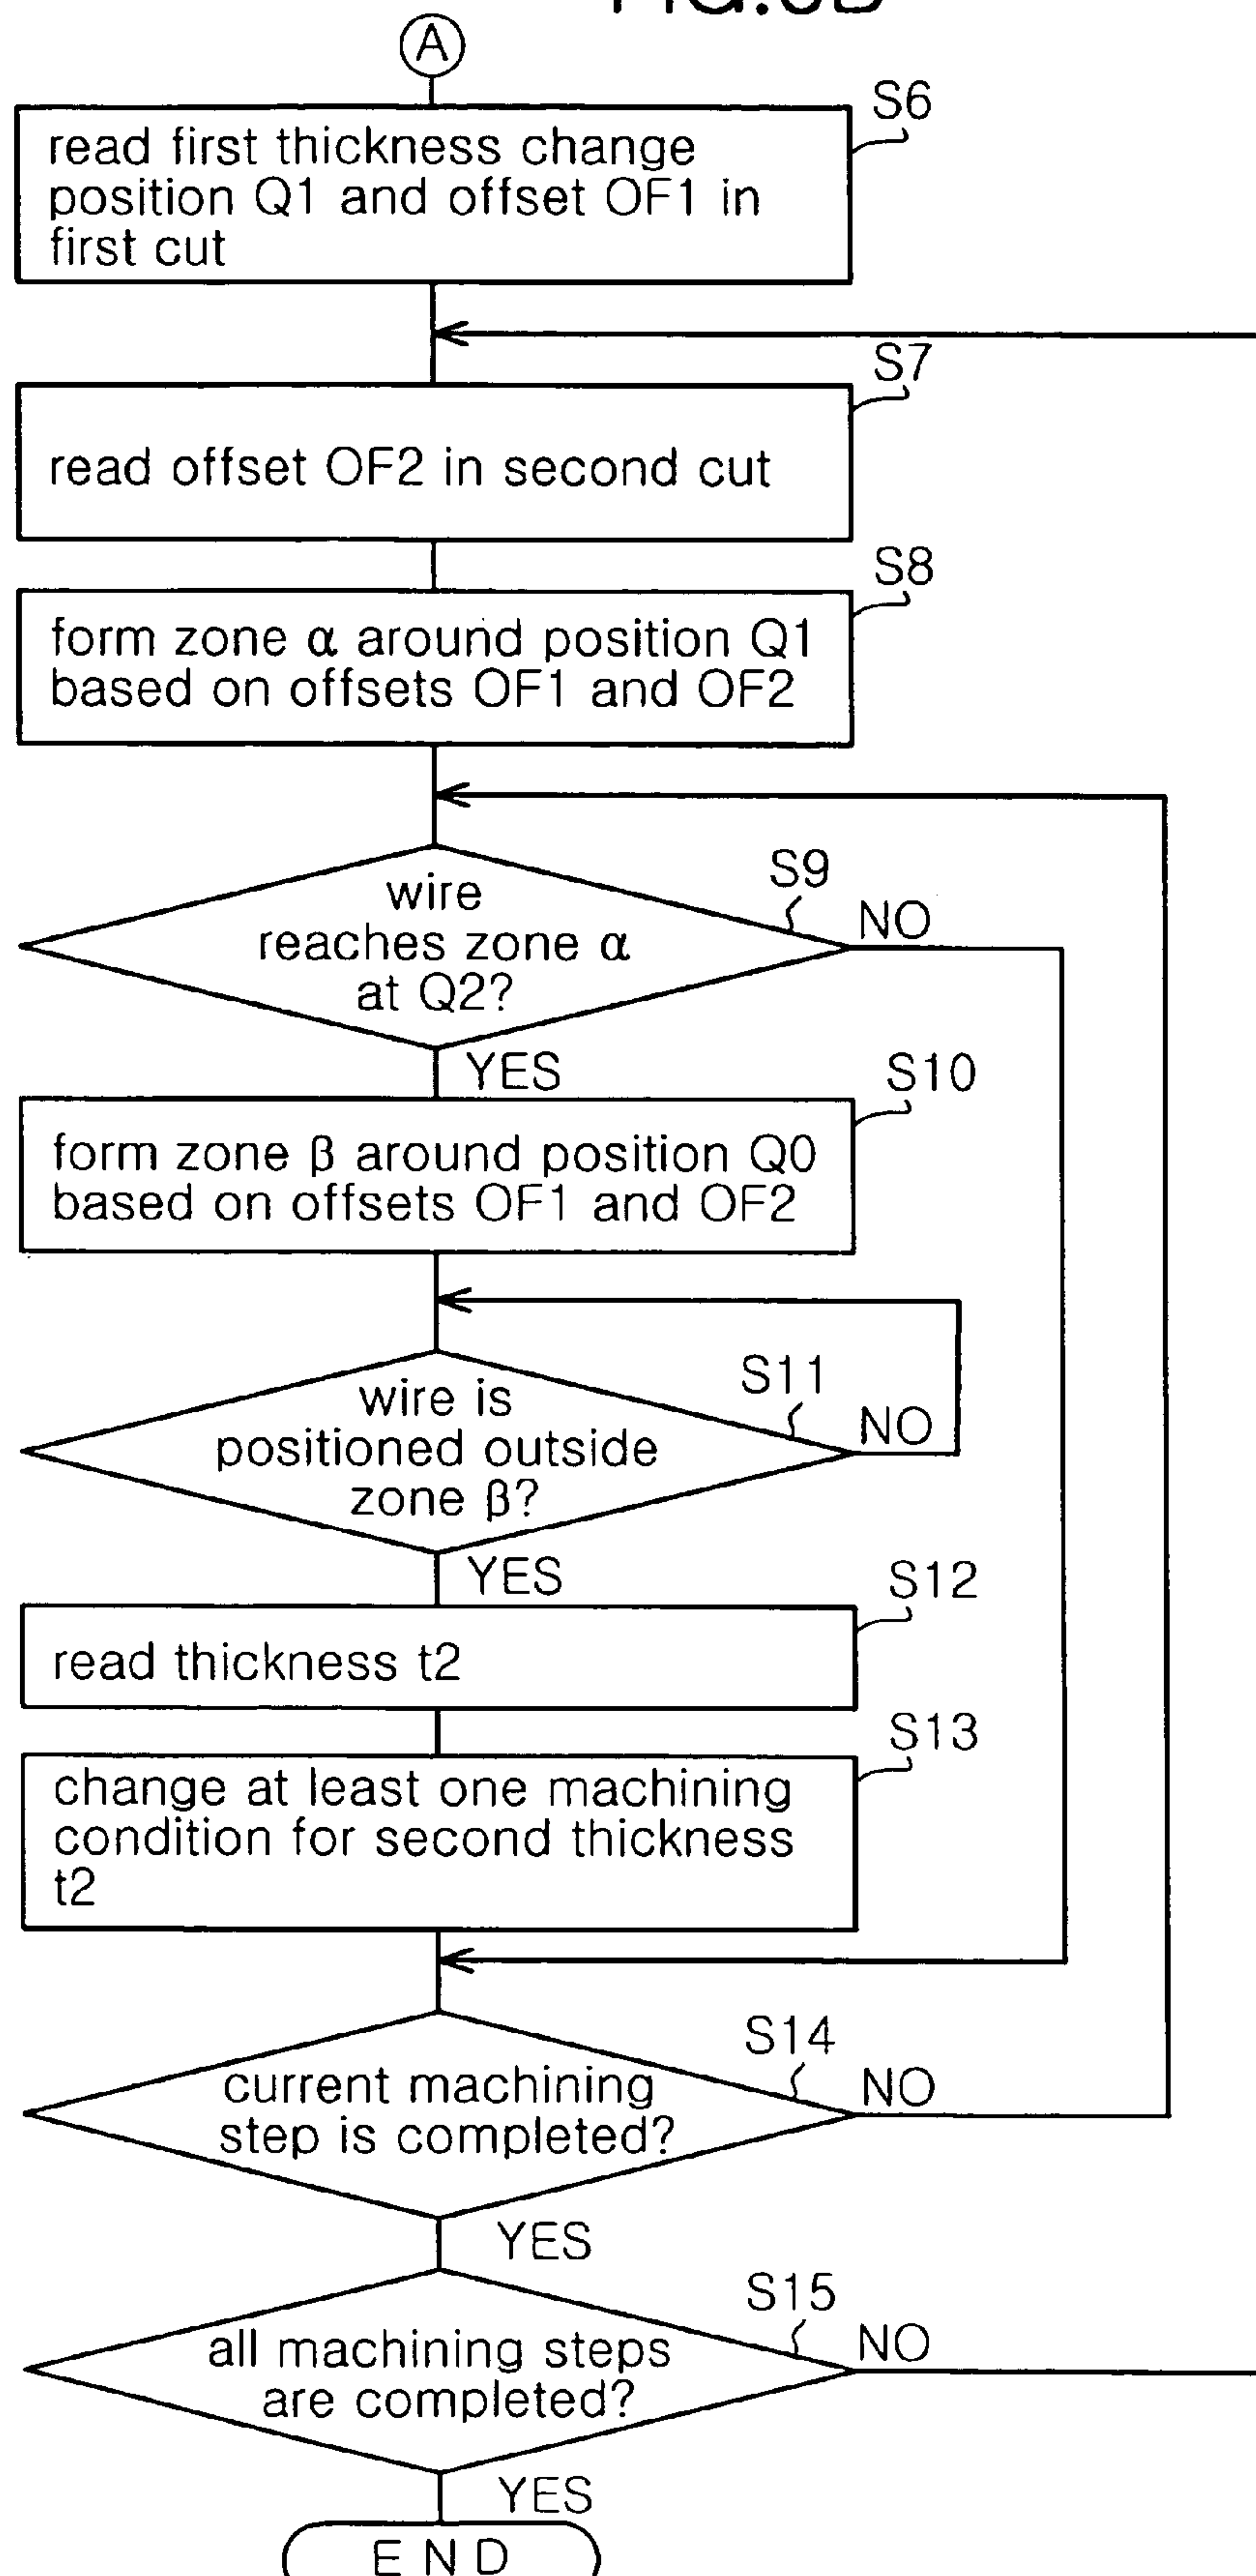 A
S6
read first thickness change
position Q1 and offset OF1 in
first cut
S7
read offset OF2 in second cut
S8
form zone α around position Q1
based on offsets OF1 and OF2
S9
wire
reaches zone α
at Q2?
NO
YES
S10
form zone β around position Q0
based on offsets OF1 and OF2
S11
wire is
positioned outside
zone β?
NO
YES
S12
read thickness t2
S13
change at least one machining
condition for second thickness
t2
S14
current machining
step is completed?
NO
YES
S15
all machining steps
are completed?
NO
YES
END